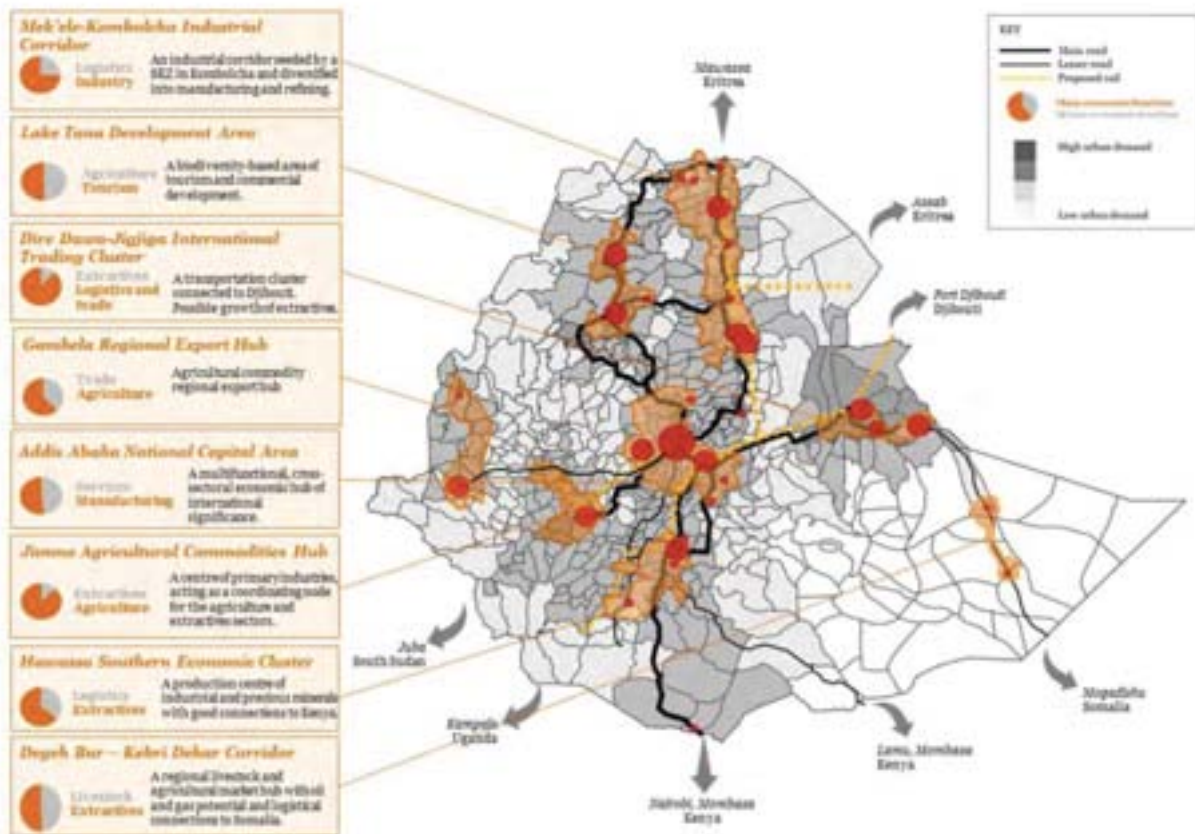 Mek'ele-Kombolcha Industrial
Corridor
Logistics
Industry
An industrial corridor seeded by a
SEZ in Kombolcha and diversified
into manufacturing and refining.
Lake Tana Development Area
Agriculture
Tourism
A biodiversity-based area of
tourism and commercial
development.
Dire Dawa-Jigjiga International
Trading Cluster
Extractives
Logistics and
trade
A transportation cluster
connected to Djibouti.
Possible growth of extractives.
Gambela Regional Export Hub
Trade
Agriculture
Agricultural commodity
regional export hub
Addis Ababa National Capital Area
Services
Manufacturing
A multifunctional, cross-
sectoral economic hub of
international
significance.
Jimma Agricultural Commodities Hub
Extractives
Agriculture
A centre of primary industries,
acting as a coordinating node
for the agriculture and
extractives sectors.
Hawassa Southern Economic Cluster
Logistics
Extractives
A production centre of
industrial and precious minerals
with good connections to Kenya.
Degeh Bur – Kebri Dehar Corridor
Livestock
Extractives
A regional livestock and
agricultural market hub with oil
and gas potential and logistical
connections to Somalia.
Massawa
Eritrea
Assab
Eritrea
Port Djibouti
Djibouti
Juba
South Sudan
Kampala
Uganda
Nairobi, Mombasa
Kenya
Lamu, Mombasa
Kenya
Mogadishu
Somalia
KEY
Main road
Lesser road
Proposed rail
High urban demand
Low urban demand